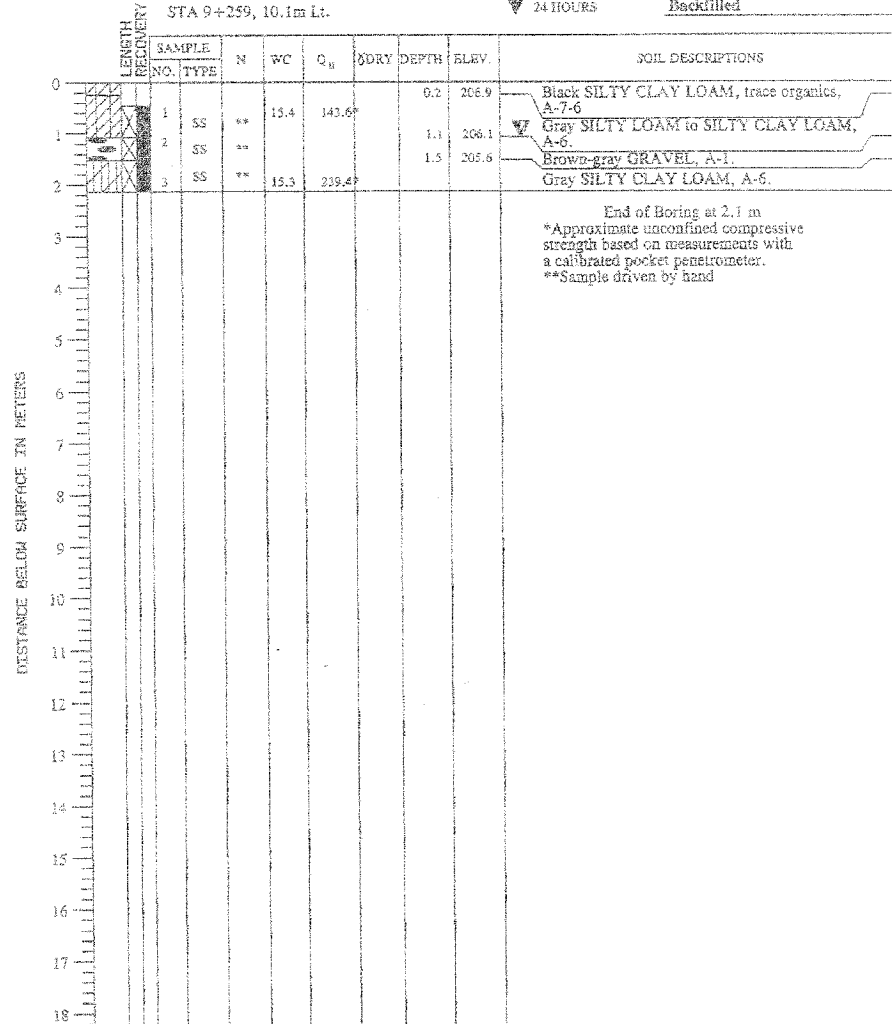 STA 9+259, 10.1m Lt.
24 HOURS Backfilled
LENGTH
RECOVERY
SAMPLE
NO. TYPE N WC Qu γDRY DEPTH ELEV. SOIL DESCRIPTIONS
0
0.2 206.9 Black SILTY CLAY LOAM, trace organics,
A-7-6
1 SS ** 15.4 143.6*
1
1.1 206.1 Gray SILTY LOAM to SILTY CLAY LOAM,
A-6.
2 SS **
1.5 205.6 Brown-gray GRAVEL, A-1.
3 SS ** 15.3 239.4* Gray SILTY CLAY LOAM, A-6.
2
End of Boring at 2.1 m
*Approximate unconfined compressive
strength based on measurements with
a calibrated pocket penetrometer.
**Sample driven by hand
3
4
5
6
7
8
9
10
11
12
13
14
15
16
17
18
DISTANCE BELOW SURFACE IN METERS